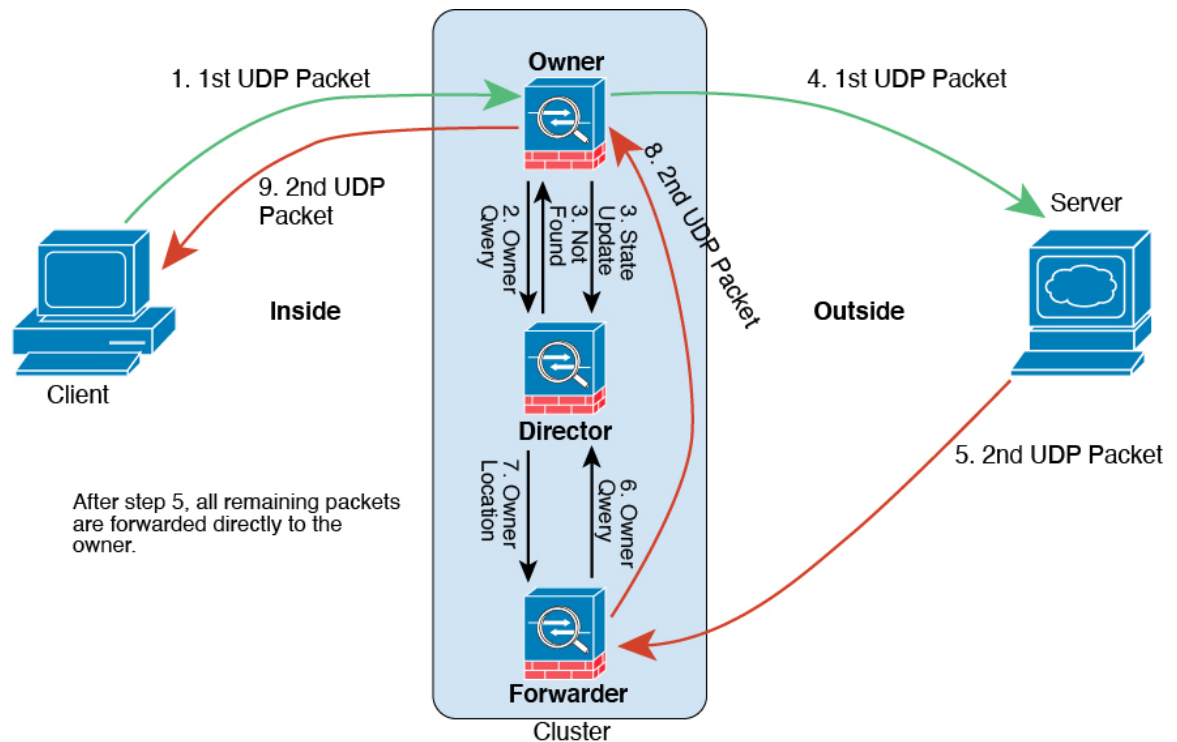 Owner
1. 1st UDP Packet
4. 1st UDP Packet
9. 2nd UDP
Packet
2. Owner
Qwery
3. Not
Found
3. State
Update
8. 2nd UDP Packet
Server
Inside
Outside
Client
Director
5. 2nd UDP Packet
7. Owner
Location
6. Owner
Qwery
After step 5, all remaining packets
are forwarded directly to the
owner.
Forwarder
Cluster